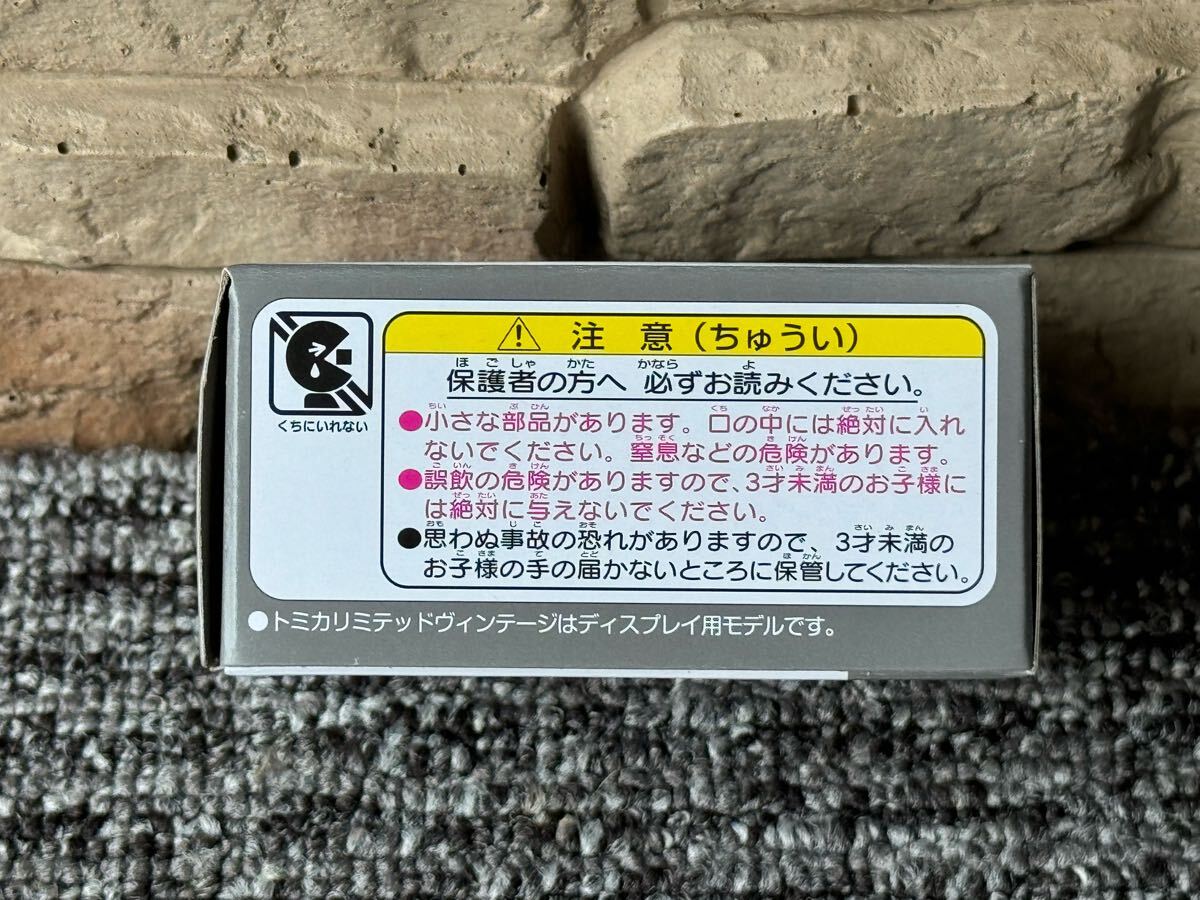 注 意（ちゅうい）
ほ ご しゃ かた かなら よ
保護者の方へ 必ずお読みください。
ちい ぶ ひん くち なか ぜっ たい い
●小さな部品があります。口の中には絶対に入れ
ちっ そく き けん
ないでください。窒息などの危険があります。
ご いん き けん さい み まん こ さま
●誤飲の危険がありますので、3才未満のお子様に
ぜっ たい あた
は絶対に与えないでください。
おも じ こ おそ さい み まん
●思わぬ事故の恐れがありますので、3才未満の
こ さま て とど ほ かん
お子様の手の届かないところに保管してください。
くちにいれない
●トミカリミテッドヴィンテージはディスプレイ用モデルです。